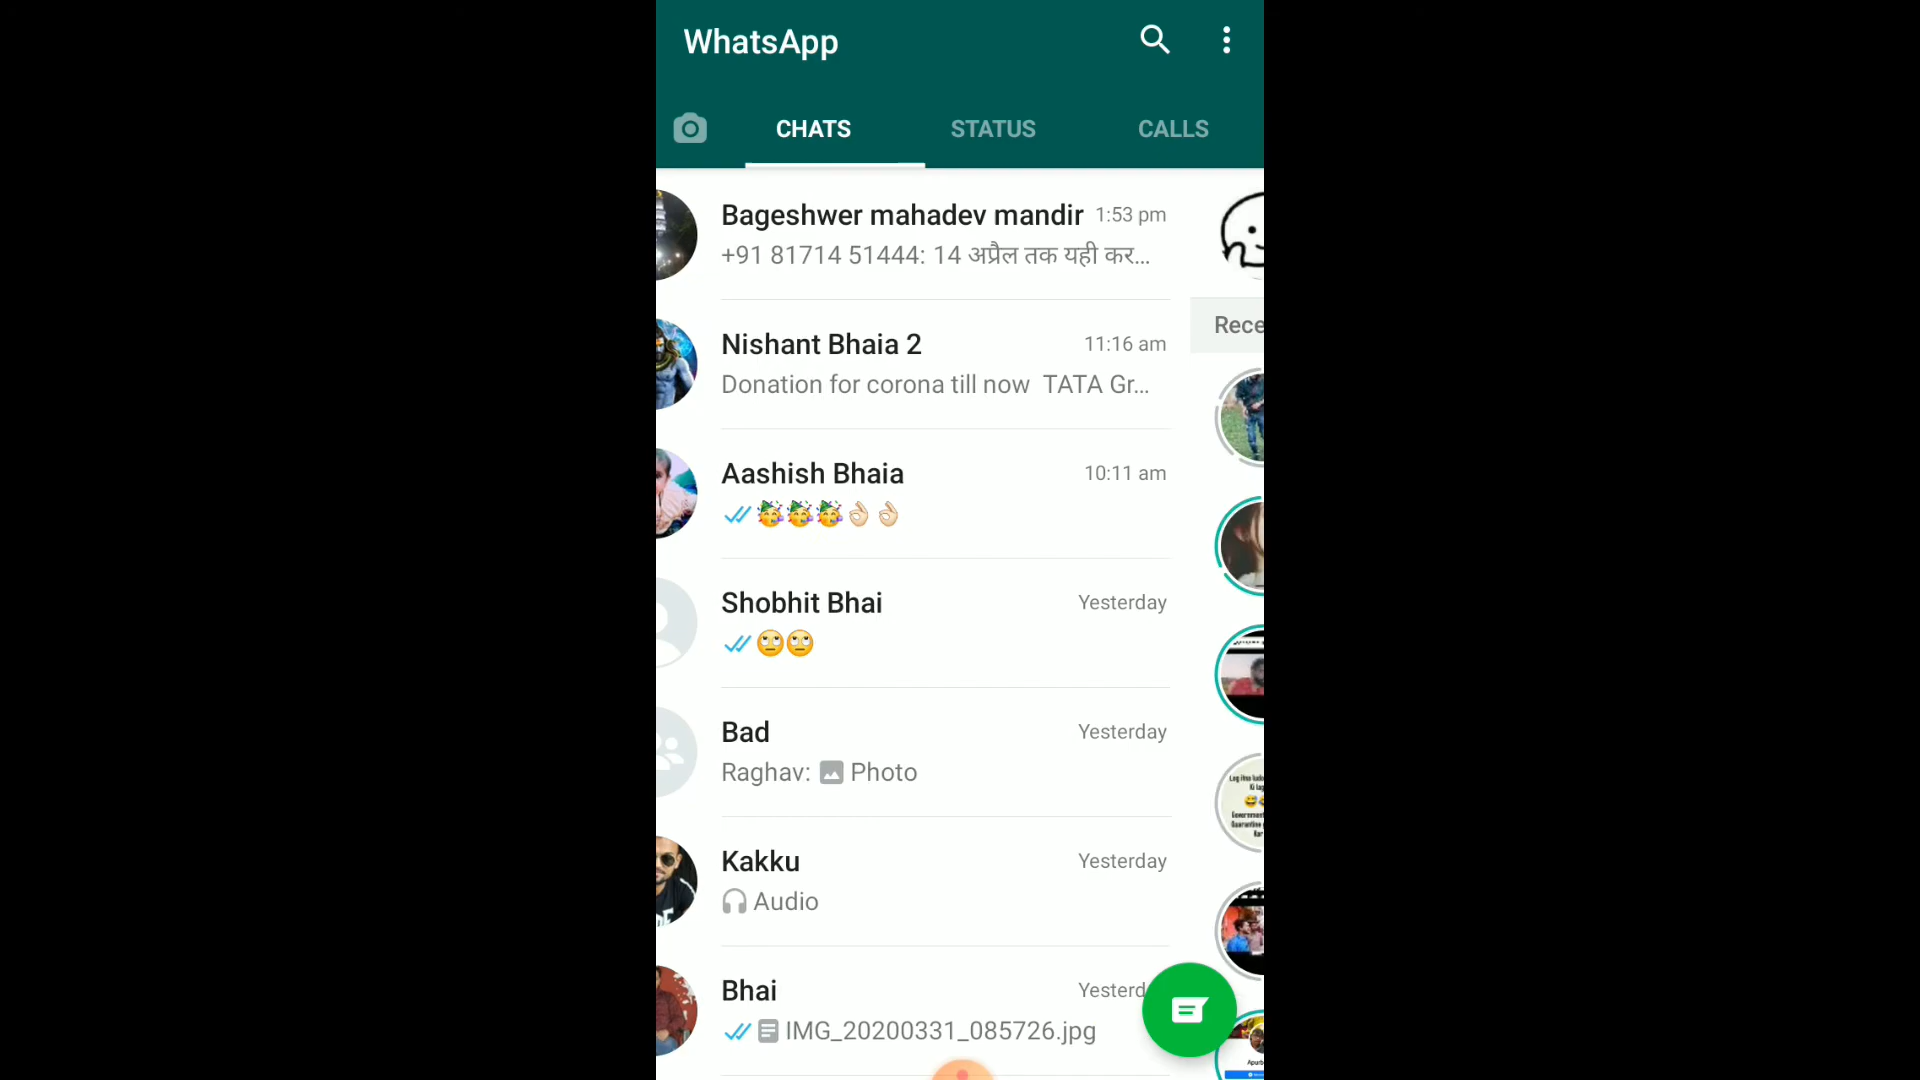 WhatsApp
CHATS STATUS CALLS
Bageshwer mahadev mandir 1:53 pm
+91 81714 51444: 14 अप्रैल तक यही कर...
Rece
Nishant Bhaia 2 11:16 am
Donation for corona till now TATA Gr...
Aashish Bhaia 10:11 am
Shobhit Bhai Yesterday
Bad Yesterday
Raghav: Photo
Kakku Yesterday
Audio
Bhai Yesterd
IMG_20200331_085726.jpg